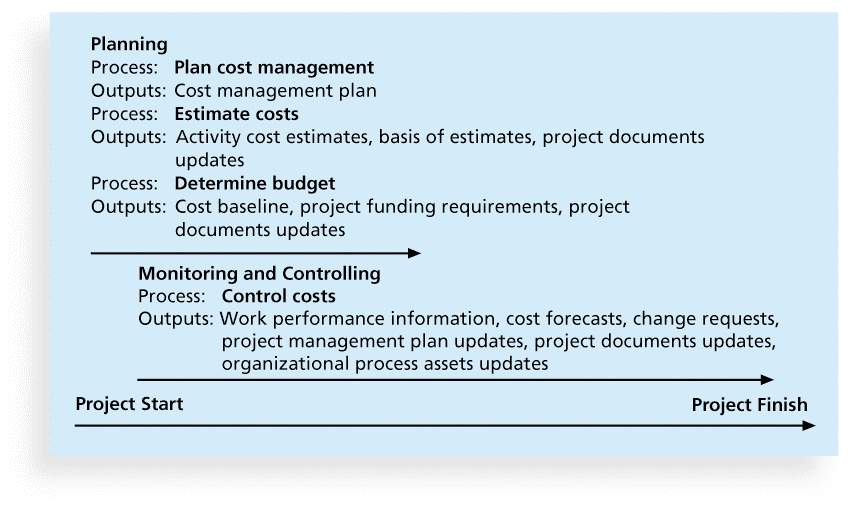 Planning
Process: Plan cost management
Outputs: Cost management plan
Process: Estimate costs
Outputs: Activity cost estimates, basis of estimates, project documents
updates
Process: Determine budget
Outputs: Cost baseline, project funding requirements, project
documents updates
Monitoring and Controlling
Process: Control costs
Outputs: Work performance information, cost forecasts, change requests,
project management plan updates, project documents updates,
organizational process assets updates
Project Start Project Finish